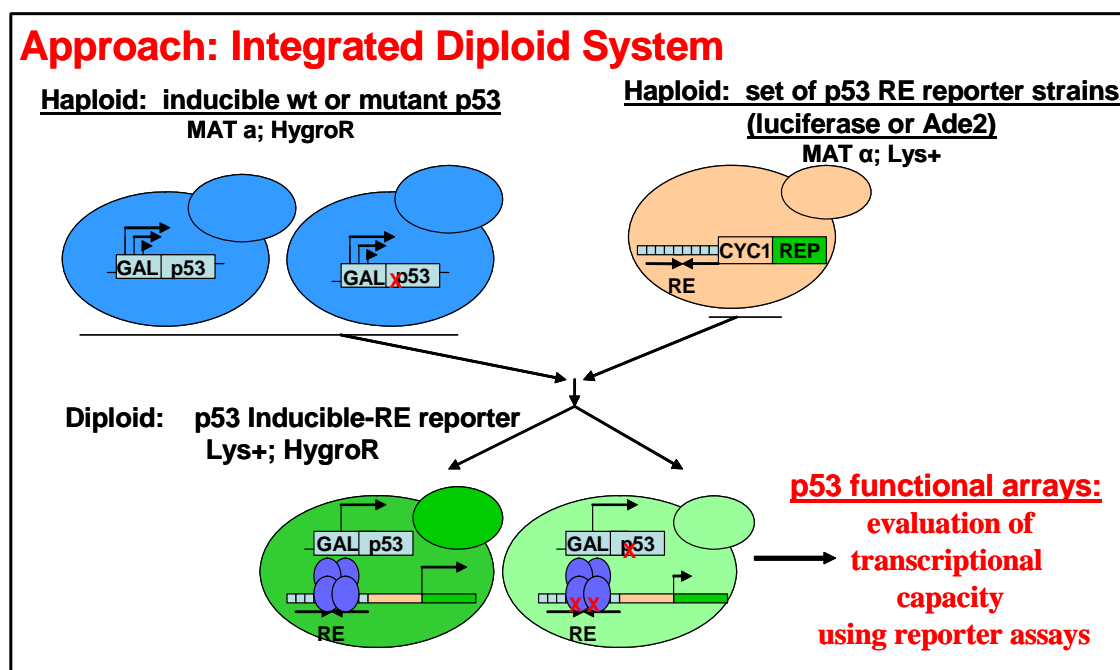 Approach: Integrated Diploid System
Haploid: inducible wt or mutant p53
MAT a; HygroR
Haploid: set of p53 RE reporter strains
(luciferase or Ade2)
MAT α; Lys+
GAL p53
GAL p53
X
CYC1 REP
RE
Diploid: p53 Inducible-RE reporter
Lys+; HygroR
GAL p53
RE
GAL p53
X
X X
RE
p53 functional arrays:
evaluation of
transcriptional
capacity
using reporter assays